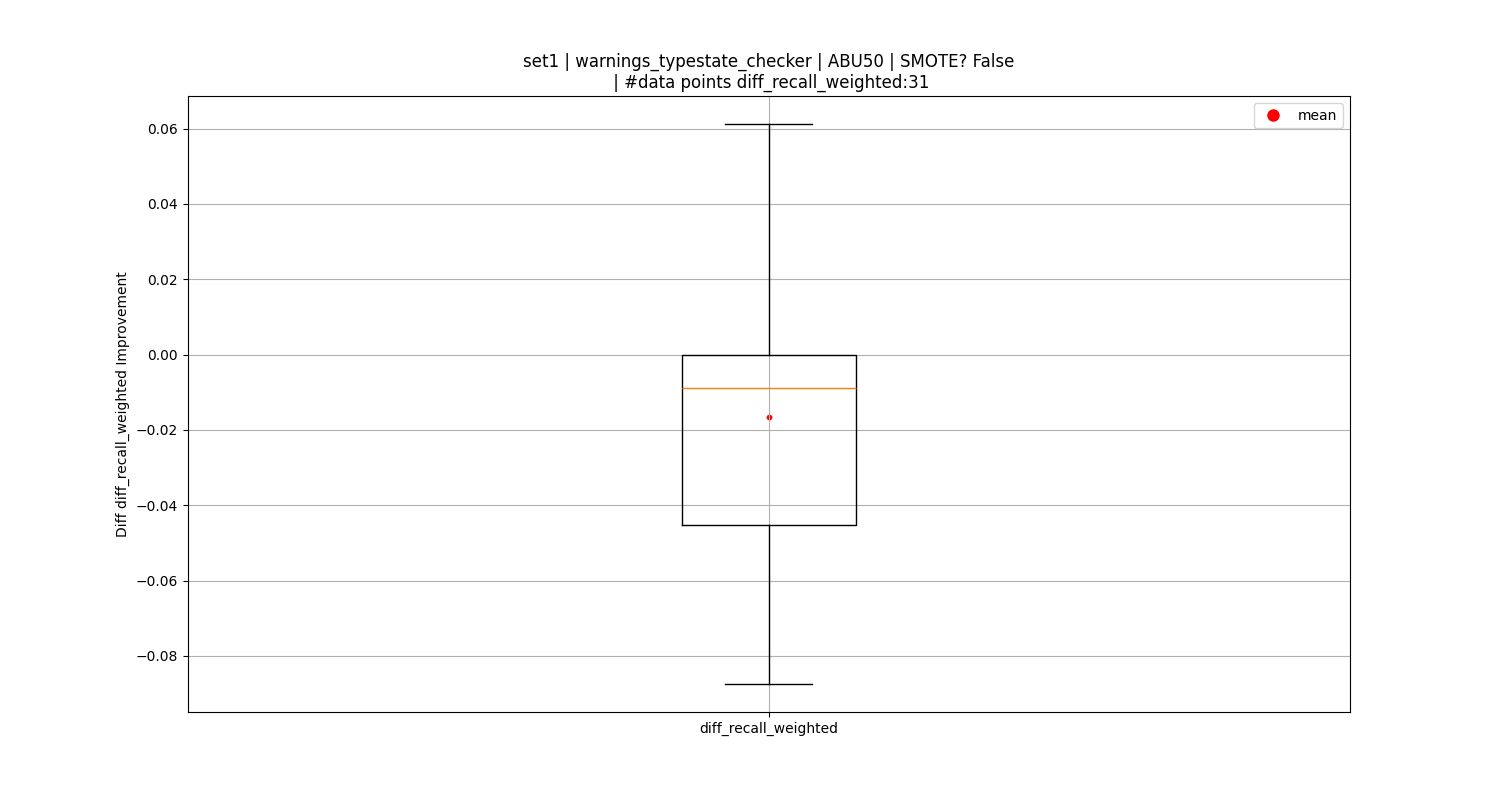 set1 | warnings_typestate_checker | ABU50 | SMOTE? False
| #data points diff_recall_weighted:31
mean
0.06
0.04
0.02
0.00
−0.02
−0.04
−0.06
−0.08
Diff diff_recall_weighted Improvement
diff_recall_weighted